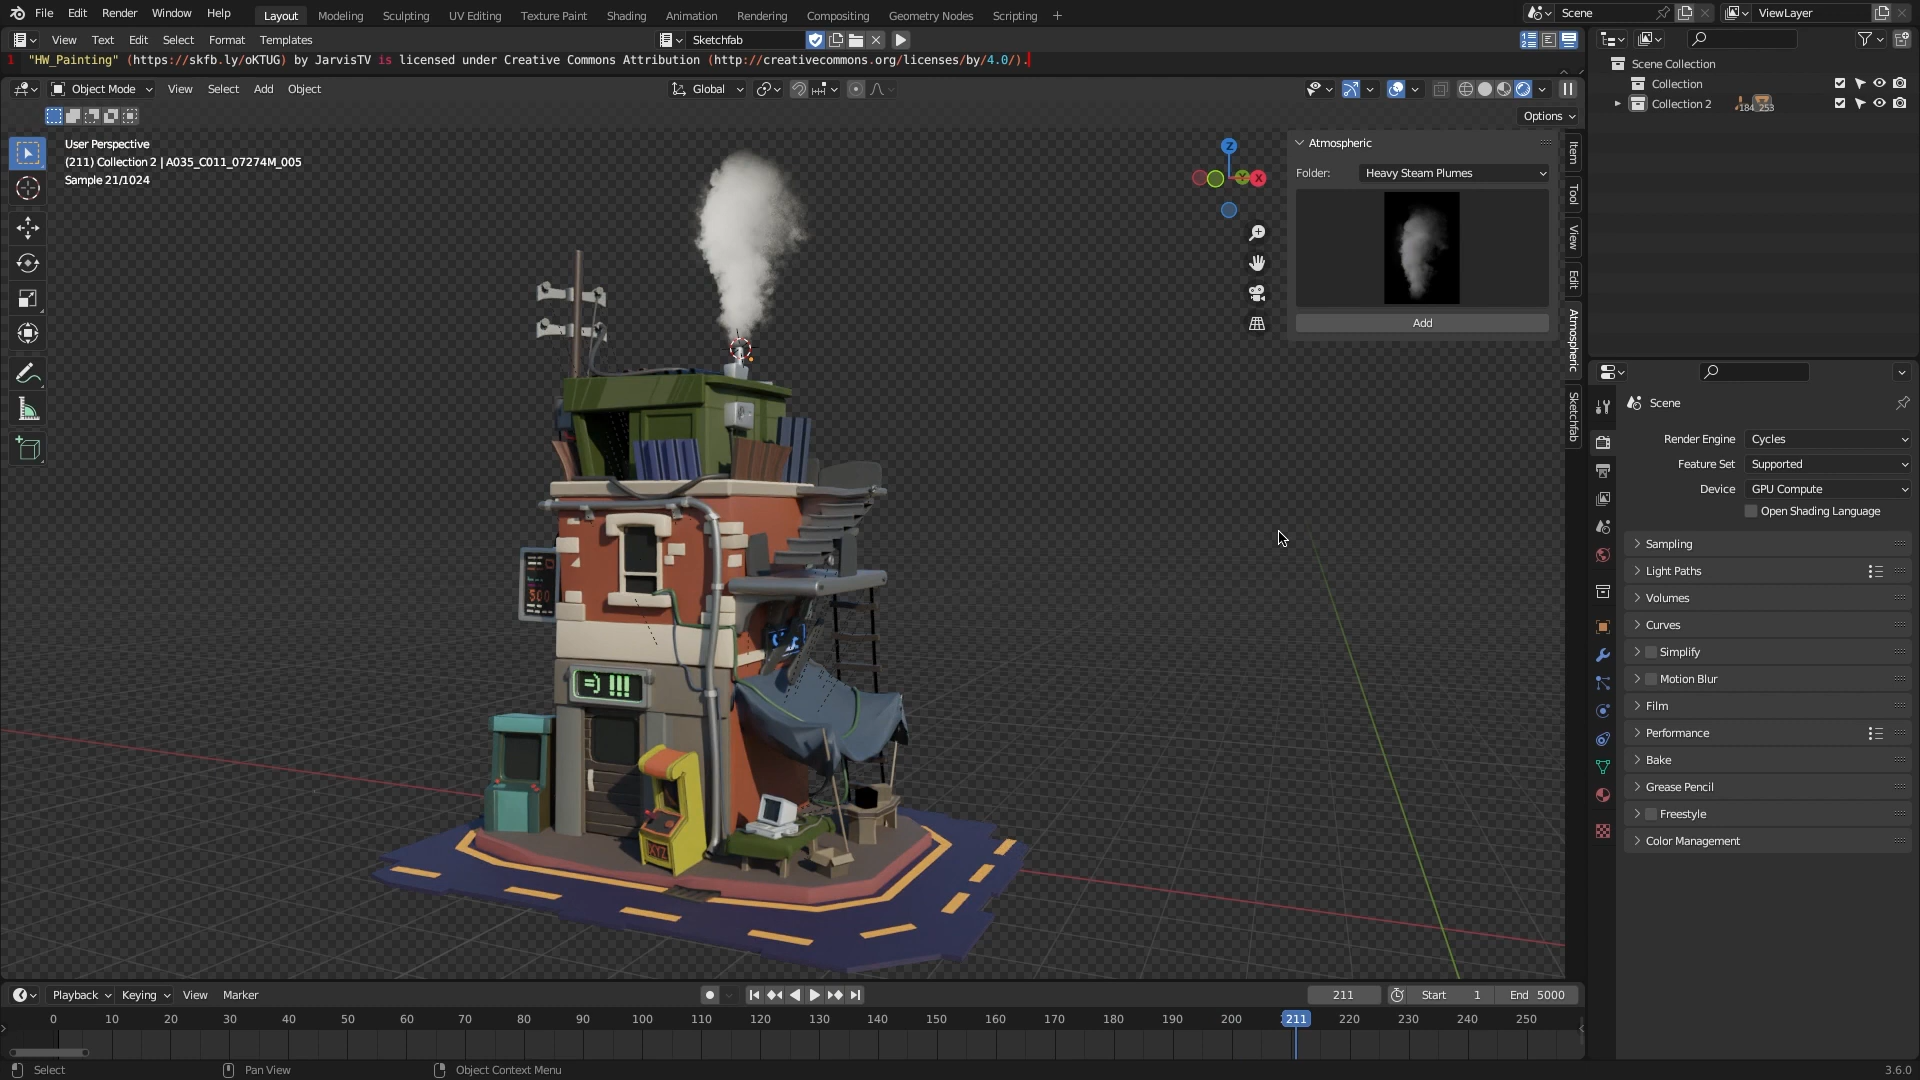 File Edit Render Window Help Layout Modeling Sculpting UV Editing Texture Paint Shading Animation Rendering Compositing Geometry Nodes Scripting + Scene ViewLayer
View Text Edit Select Format Templates Sketchfab
1 "HW_Painting" (https://skfb.ly/oKTUG) by JarvisTV is licensed under Creative Commons Attribution (http://creativecommons.org/licenses/by/4.0/).
Object Mode View Select Add Object Global
Options
User Perspective
(211) Collection 2 | A035_C011_07274M_005
Sample 21/1024
Z
Y
X
Atmospheric
Folder: Heavy Steam Plumes
Add
Item
Tool
View
Edit
Atmospheric
Sketchfab
500
=) !!!
XYZ
Scene Collection
Collection
Collection 2 184 253
Scene
Render Engine Cycles
Feature Set Supported
Device GPU Compute
Open Shading Language
Sampling
Light Paths
Volumes
Curves
Simplify
Motion Blur
Film
Performance
Bake
Grease Pencil
Freestyle
Color Management
Playback Keying View Marker 211 Start 1 End 5000
0 10 20 30 40 50 60 70 80 90 100 110 120 130 140 150 160 170 180 190 200 211 220 230 240 250
Select Pan View Object Context Menu 3.6.0